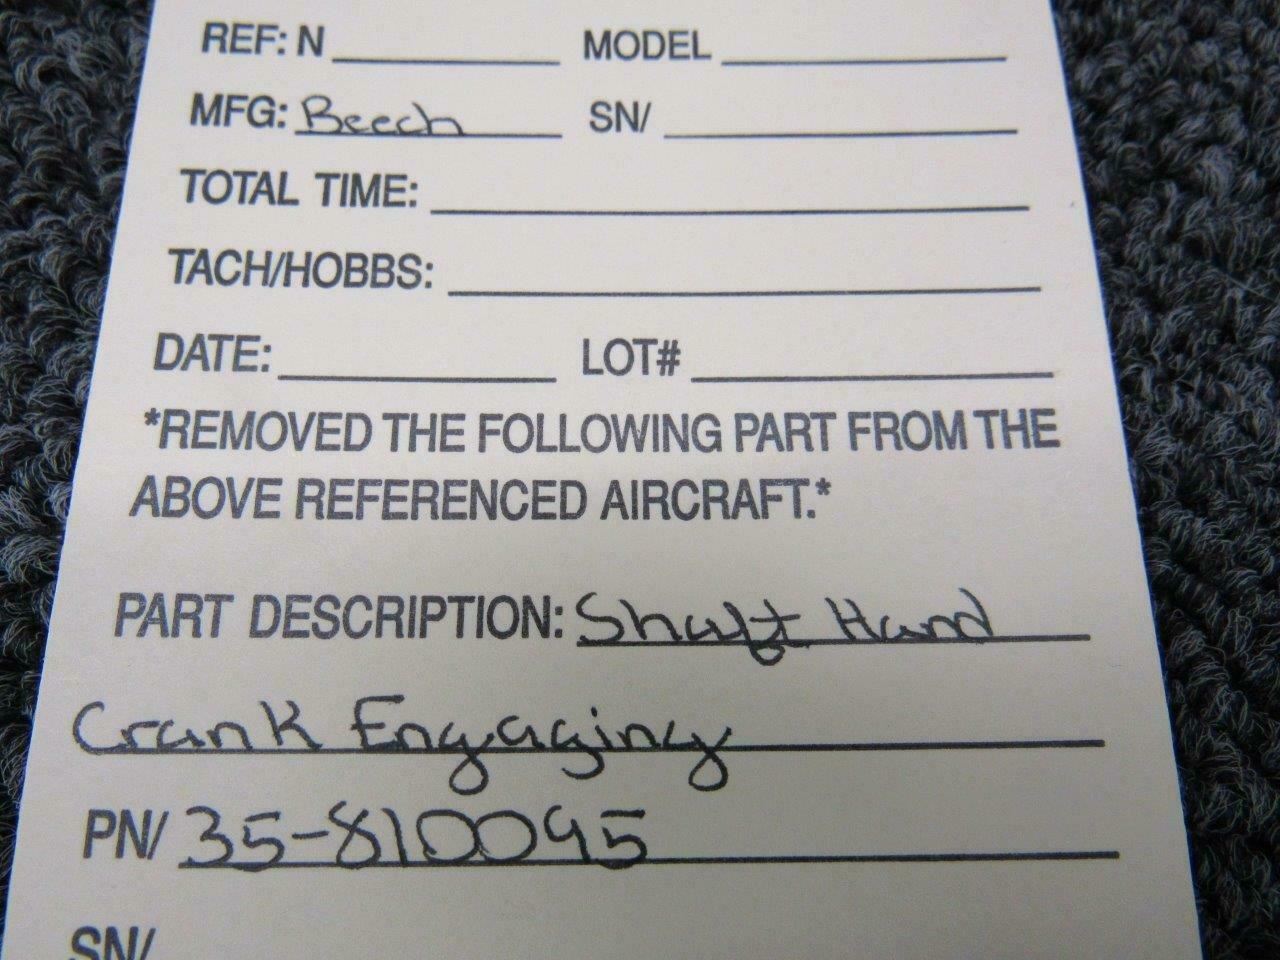 REF: N MODEL
MFG: Beech SN/
TOTAL TIME:
TACH/HOBBS:
DATE: LOT#
*REMOVED THE FOLLOWING PART FROM THE
ABOVE REFERENCED AIRCRAFT.*
PART DESCRIPTION: Shaft Hand
Crank Engaging
PN/ 35-810095
SN/